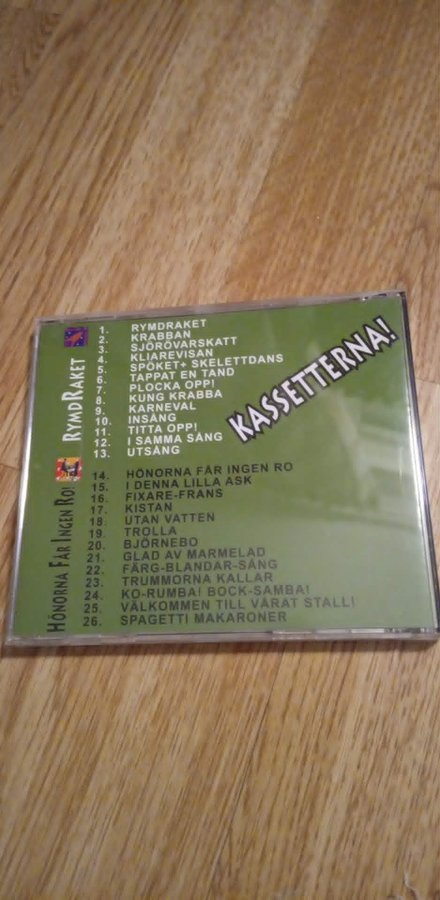 RYMDRAKET
1. RYMDRAKET
2. KRABBAN
3. SJÖRÖVARSKATT
4. KLIAREVISAN
5. SPÖKET+ SKELETTDANS
6. TAPPAT EN TAND
7. PLOCKA OPP!
8. KUNG KRABBA
9. KARNEVAL
10. INSÅNG
11. TITTA OPP!
12. I SAMMA SÅNG
13. UTSÅNG
KASSETTERNA!
HÖNORNA FÅR INGEN RO!
14. HÖNORNA FÅR INGEN RO
15. I DENNA LILLA ASK
16. FIXARE-FRANS
17. KISTAN
18. UTAN VATTEN
19. TROLLA
20. BJÖRNEBO
21. GLAD AV MARMELAD
22. FÄRG-BLANDAR-SÅNG
23. TRUMMORNA KALLAR
24. KO-RUMBA! BOCK-SAMBA!
25. VÄLKOMMEN TILL VÅRAT STALL!
26. SPAGETTI MAKARONER